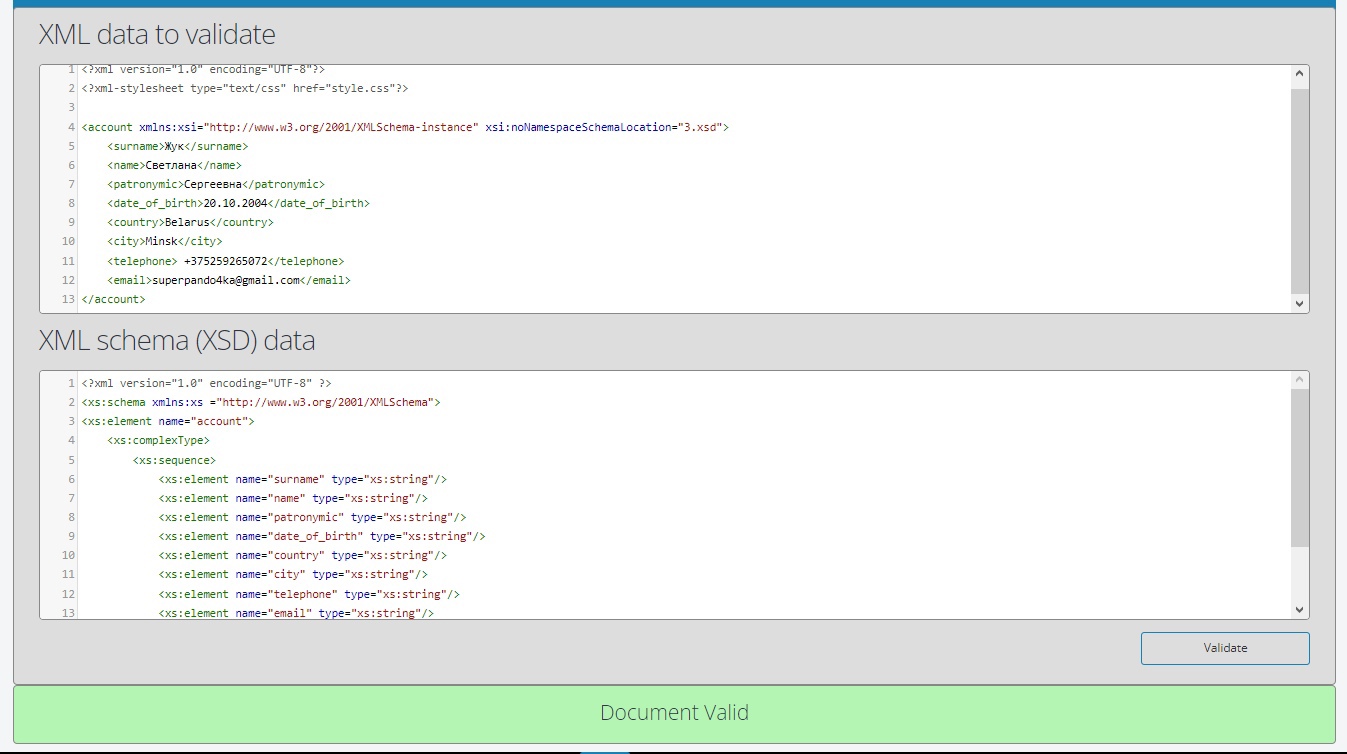 XML data to validate
1 <?xml version="1.0" encoding="UTF-8"?>
2 <?xml-stylesheet type="text/css" href="style.css"?>
3
4 <account xmlns:xsi="http://www.w3.org/2001/XMLSchema-instance" xsi:noNamespaceSchemaLocation="3.xsd">
5 <surname>Жук</surname>
6 <name>Светлана</name>
7 <patronymic>Сергеевна</patronymic>
8 <date_of_birth>20.10.2004</date_of_birth>
9 <country>Belarus</country>
10 <city>Minsk</city>
11 <telephone> +375259265072</telephone>
12 <email>superpando4ka@gmail.com</email>
13 </account>
XML schema (XSD) data
1 <?xml version="1.0" encoding="UTF-8" ?>
2 <xs:schema xmlns:xs ="http://www.w3.org/2001/XMLSchema">
3 <xs:element name="account">
4 <xs:complexType>
5 <xs:sequence>
6 <xs:element name="surname" type="xs:string"/>
7 <xs:element name="name" type="xs:string"/>
8 <xs:element name="patronymic" type="xs:string"/>
9 <xs:element name="date_of_birth" type="xs:string"/>
10 <xs:element name="country" type="xs:string"/>
11 <xs:element name="city" type="xs:string"/>
12 <xs:element name="telephone" type="xs:string"/>
13 <xs:element name="email" type="xs:string"/>
Validate
Document Valid